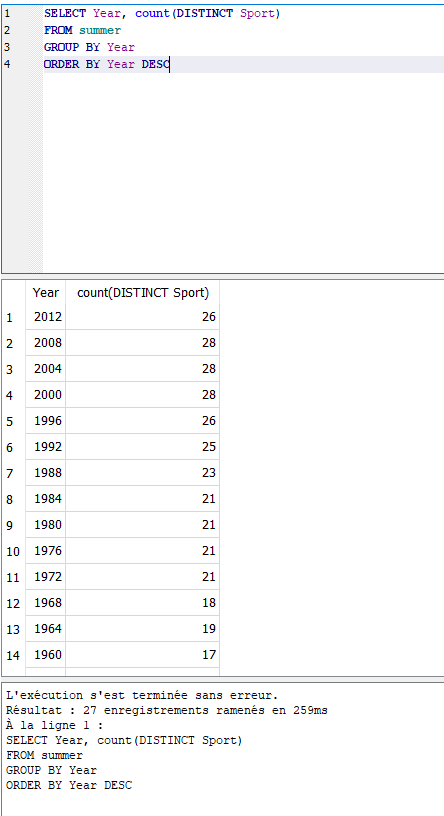 1 SELECT Year, count(DISTINCT Sport)
2 FROM summer
3 GROUP BY Year
4 ORDER BY Year DESC
Year count(DISTINCT Sport)
1 2012 26
2 2008 28
3 2004 28
4 2000 28
5 1996 26
6 1992 25
7 1988 23
8 1984 21
9 1980 21
10 1976 21
11 1972 21
12 1968 18
13 1964 19
14 1960 17
L'exécution s'est terminée sans erreur.
Résultat : 27 enregistrements ramenés en 259ms
À la ligne 1 :
SELECT Year, count(DISTINCT Sport)
FROM summer
GROUP BY Year
ORDER BY Year DESC